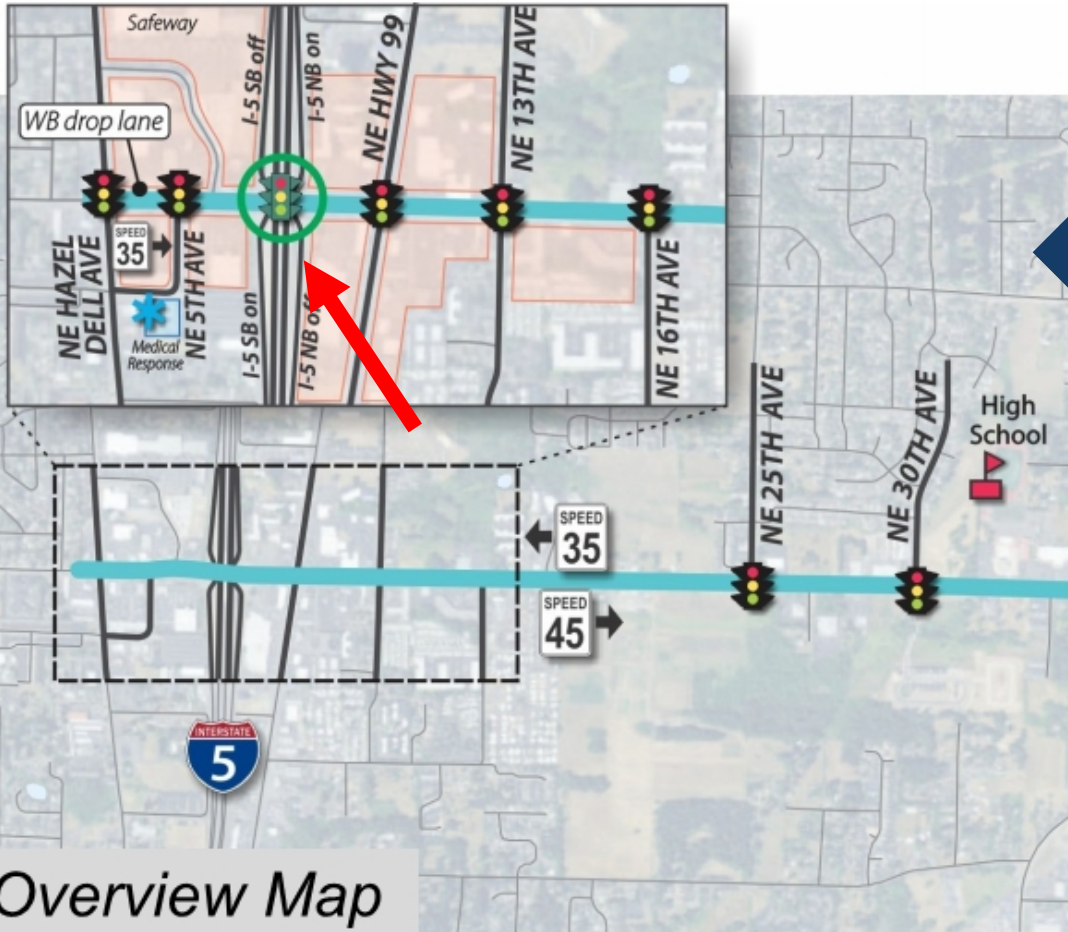 Safeway
I-5 SB off
I-5 NB on
NE HWY 99
NE 13TH AVE
WB drop lane
SPEED
35
NE HAZEL
DELL AVE
NE 5TH AVE
Medical
Response
I-5 SB on
I-5 NB off
NE 16TH AVE
NE 25TH AVE
NE 30TH AVE
High
School
SPEED
35
SPEED
45
INTERSTATE
5
Overview Map